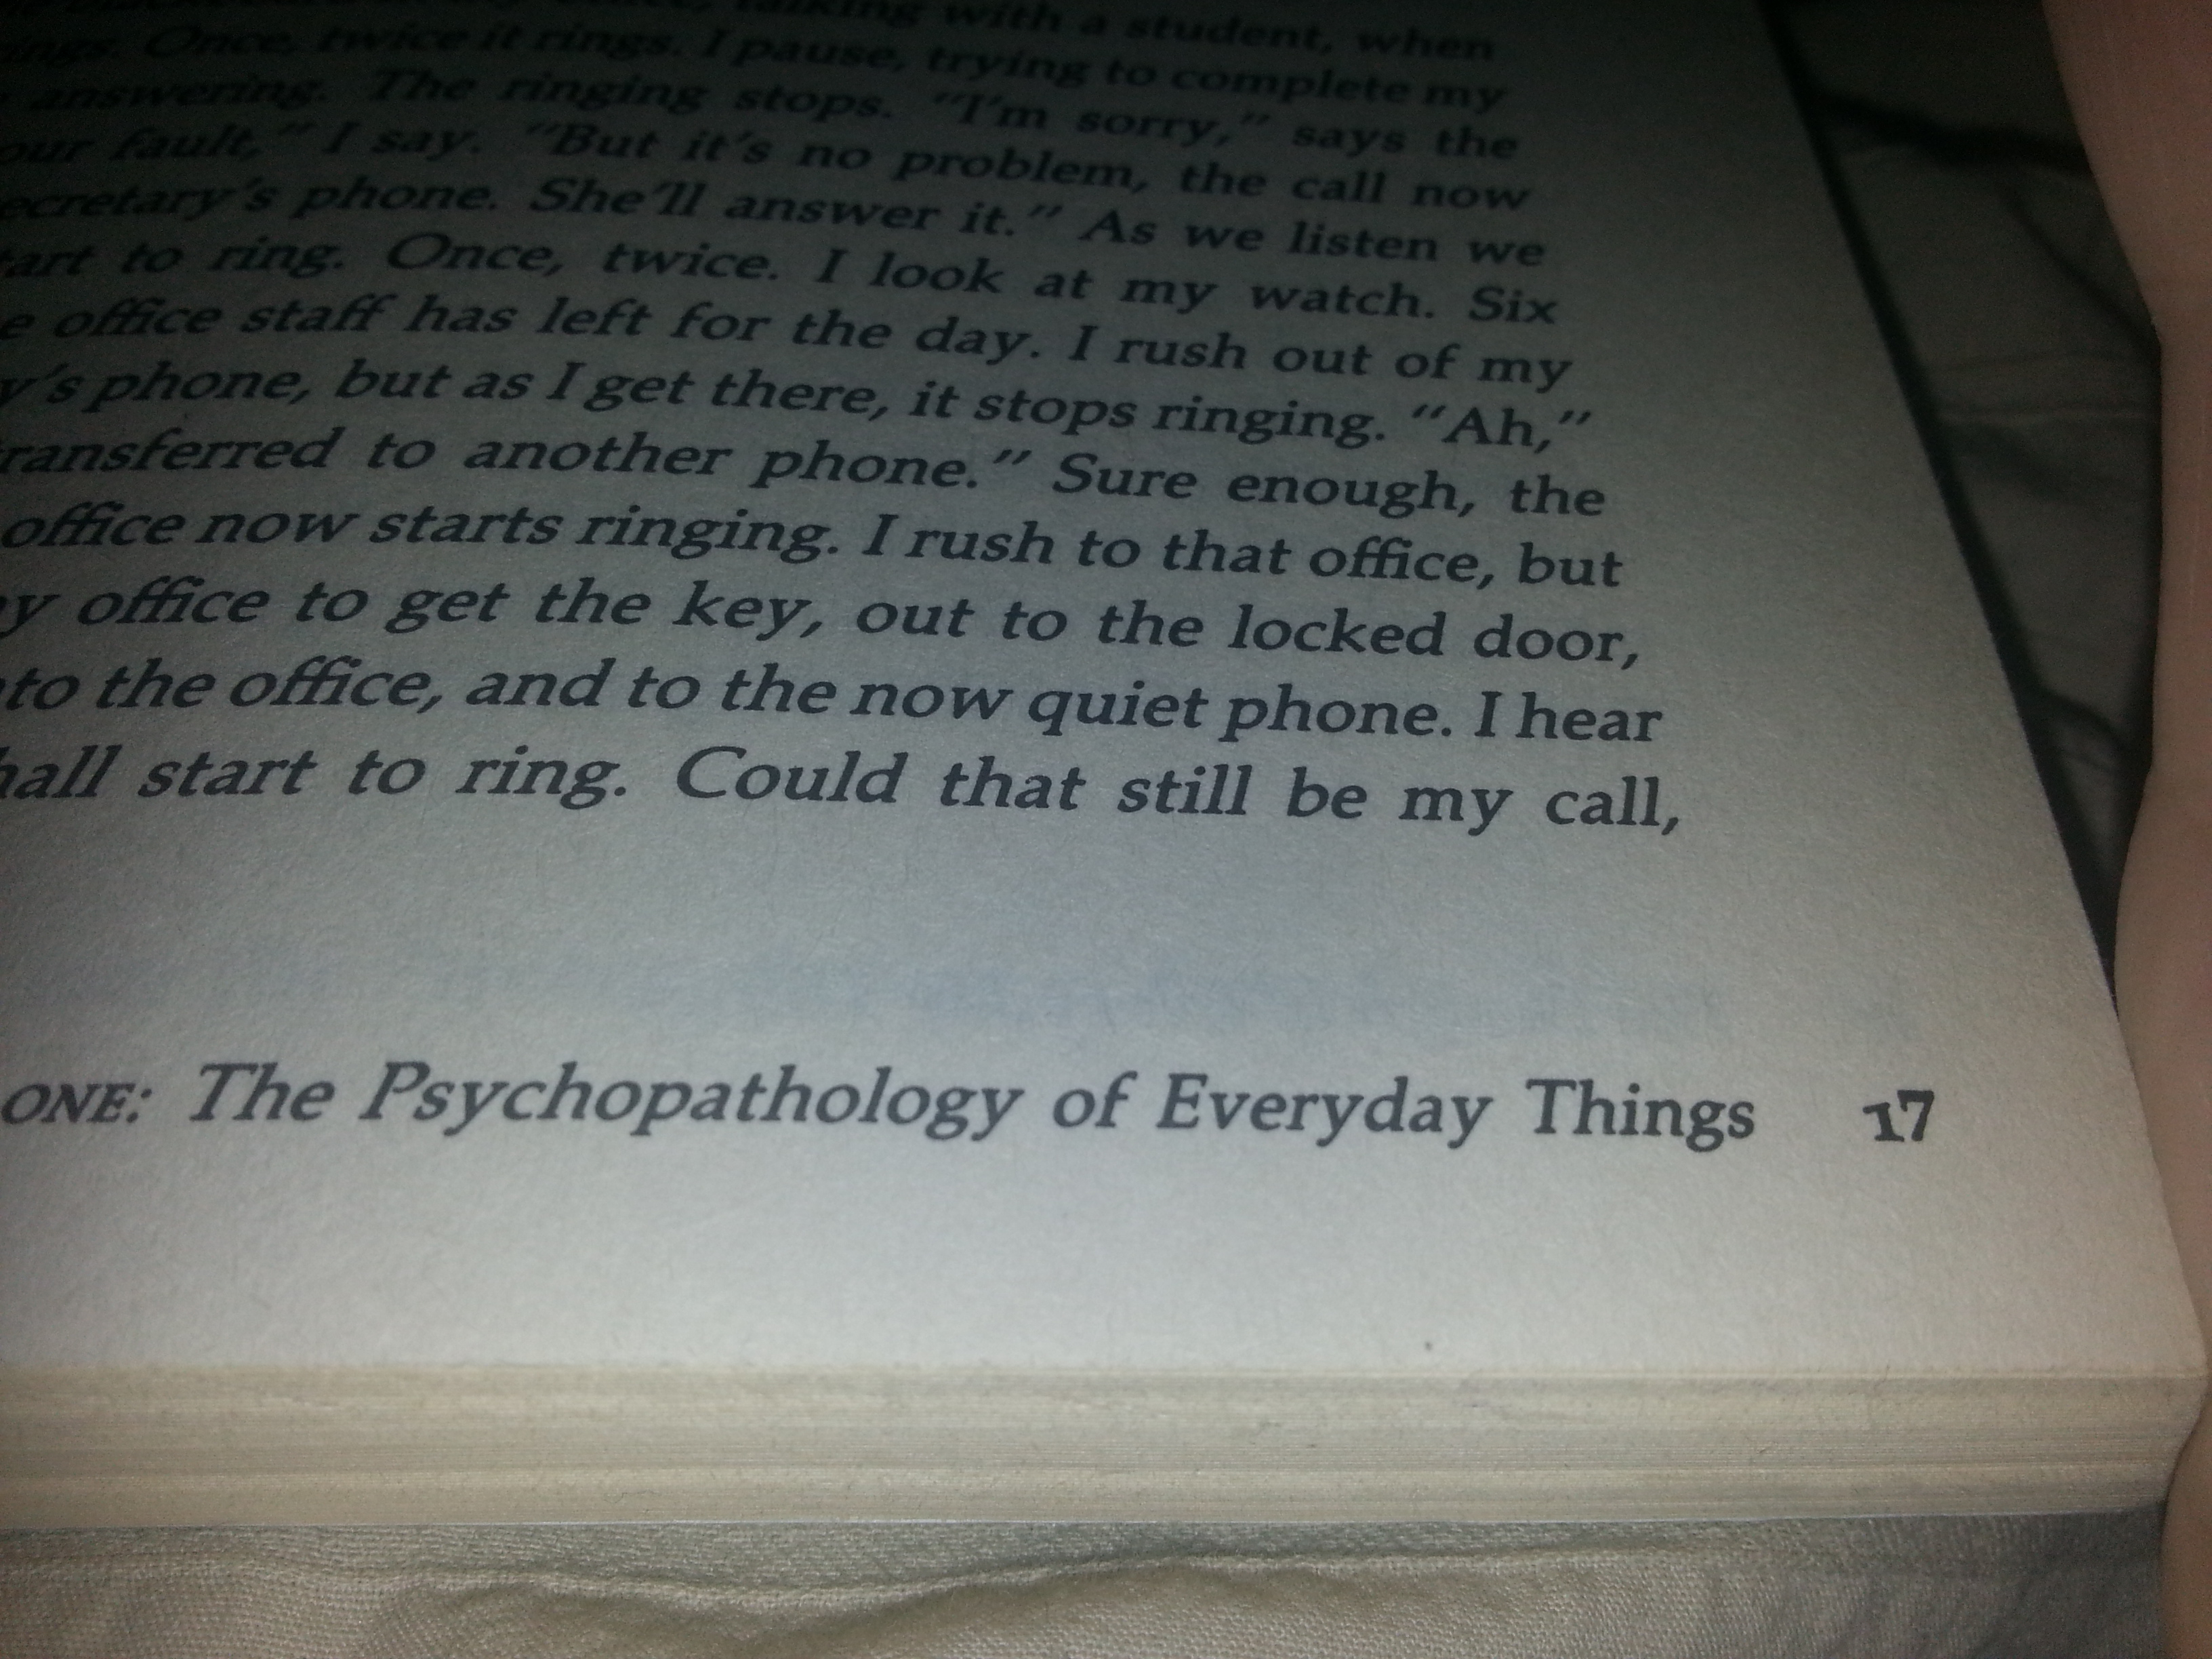 talking with a student, when
Once, twice it rings. I pause, trying to complete my
answering. The ringing stops. "I'm sorry," says the
our fault," I say. "But it's no problem, the call now
ecretary's phone. She'll answer it." As we listen we
tart to ring. Once, twice. I look at my watch. Six
e office staff has left for the day. I rush out of my
y's phone, but as I get there, it stops ringing. "Ah,"
ransferred to another phone." Sure enough, the
office now starts ringing. I rush to that office, but
y office to get the key, out to the locked door,
nto the office, and to the now quiet phone. I hear
hall start to ring. Could that still be my call,
ONE: The Psychopathology of Everyday Things 17